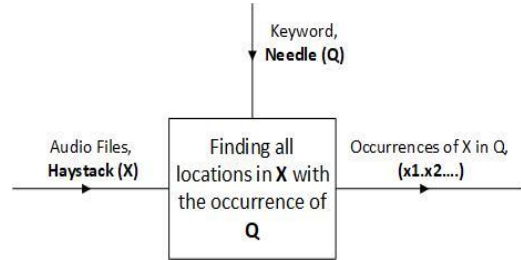 Keyword,
Needle (Q)
Audio Files,
Haystack (X)
Finding all
locations in X with
the occurrence of
Q
Occurrences of X in Q,
(x1.x2....)